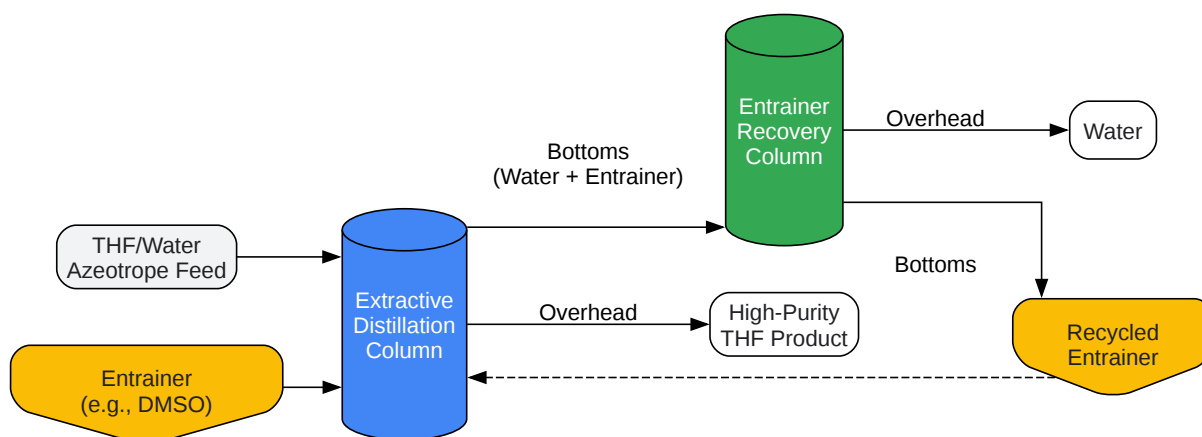 Entrainer
Recovery
Column
Overhead
Water
Bottoms
(Water + Entrainer)
THF/Water
Azeotrope Feed
Bottoms
Extractive
Distillation
Column
Overhead
High-Purity
THF Product
Recycled
Entrainer
Entrainer
(e.g., DMSO)